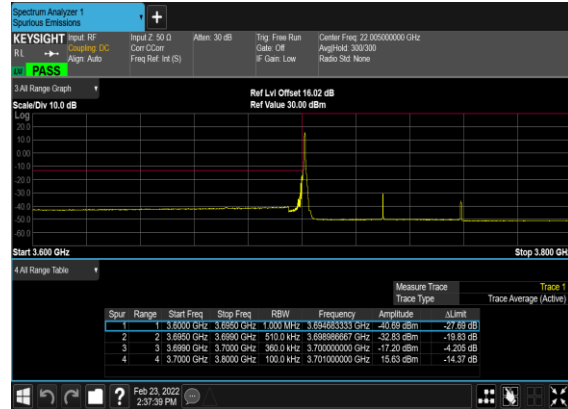 Spectrum Analyzer 1
Spurious Emissions
+
KEYSIGHT Input: RF Input Z: 50 Ω Atten: 30 dB Trig: Free Run Center Freq: 22.005000000 GHz
RL Coupling: DC Corr CCorr Gate: Off Avg|Hold: 300/300
Align: Auto Freq Ref: Int (S) IF Gain: Low Radio Std: None
PASS
3 All Range Graph
Ref Lvl Offset 16.02 dB
Scale/Div 10.0 dB Ref Value 30.00 dBm
Log
20.0
10.0
0.00
-10.0
-20.0
-30.0
-40.0
-50.0
-60.0
Start 3.600 GHz Stop 3.800 GHz
4 All Range Table
Measure Trace Trace 1
Trace Type Trace Average (Active)
Spur Range Start Freq Stop Freq RBW Frequency Amplitude ΔLimit
1 1 3.6000 GHz 3.6950 GHz 1.000 MHz 3.694683333 GHz -40.69 dBm -27.69 dB
2 2 3.6950 GHz 3.6990 GHz 510.0 kHz 3.698986667 GHz -32.83 dBm -19.83 dB
3 3 3.6990 GHz 3.7000 GHz 360.0 kHz 3.700000000 GHz -17.20 dBm -4.205 dB
4 4 3.7000 GHz 3.8000 GHz 100.0 kHz 3.701000000 GHz 15.63 dBm -14.37 dB
? Feb 23, 2022
2:37:39 PM